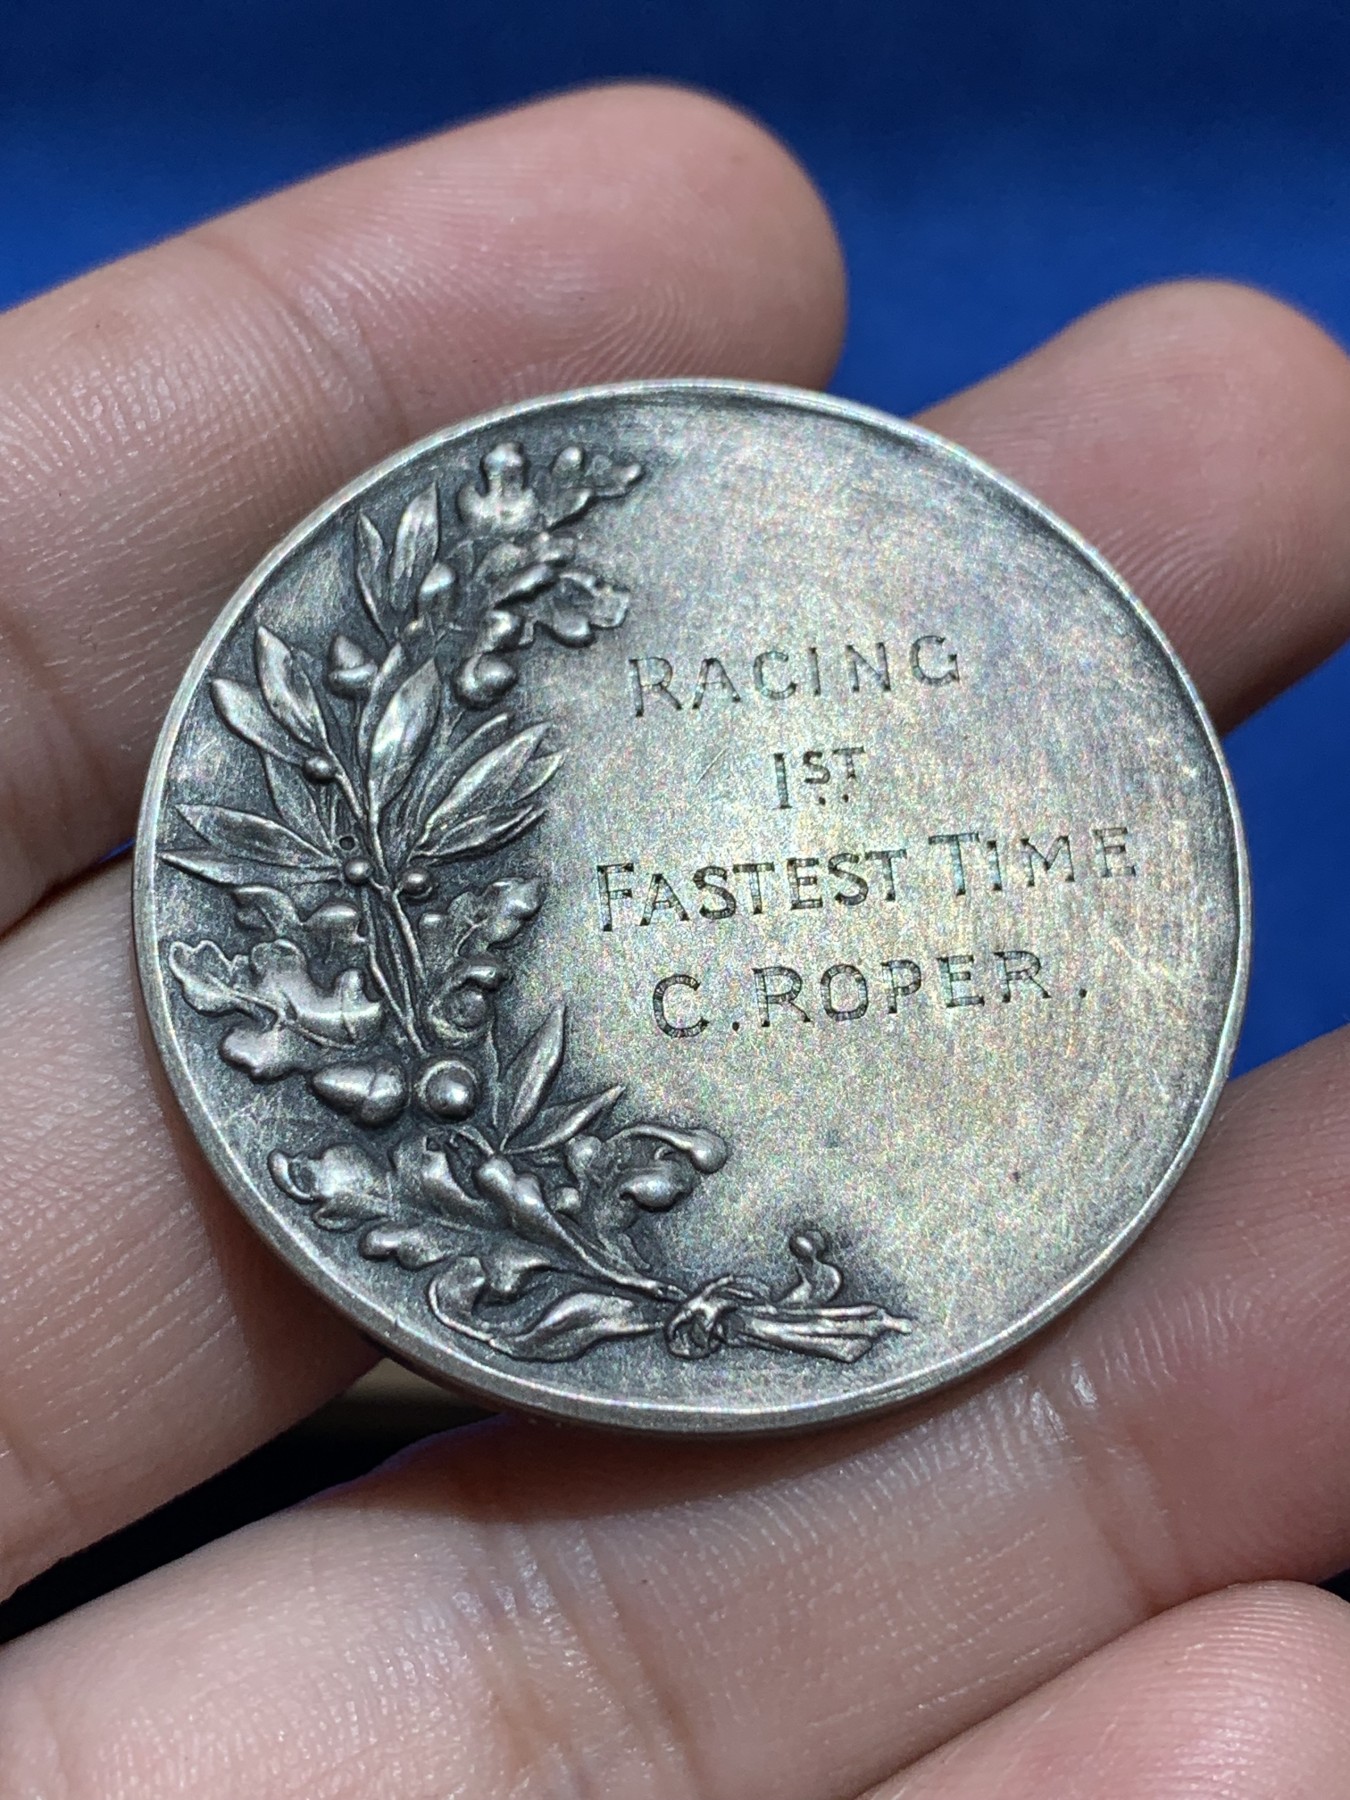 RACING
1ST
FASTEST TIME
C. ROPER.